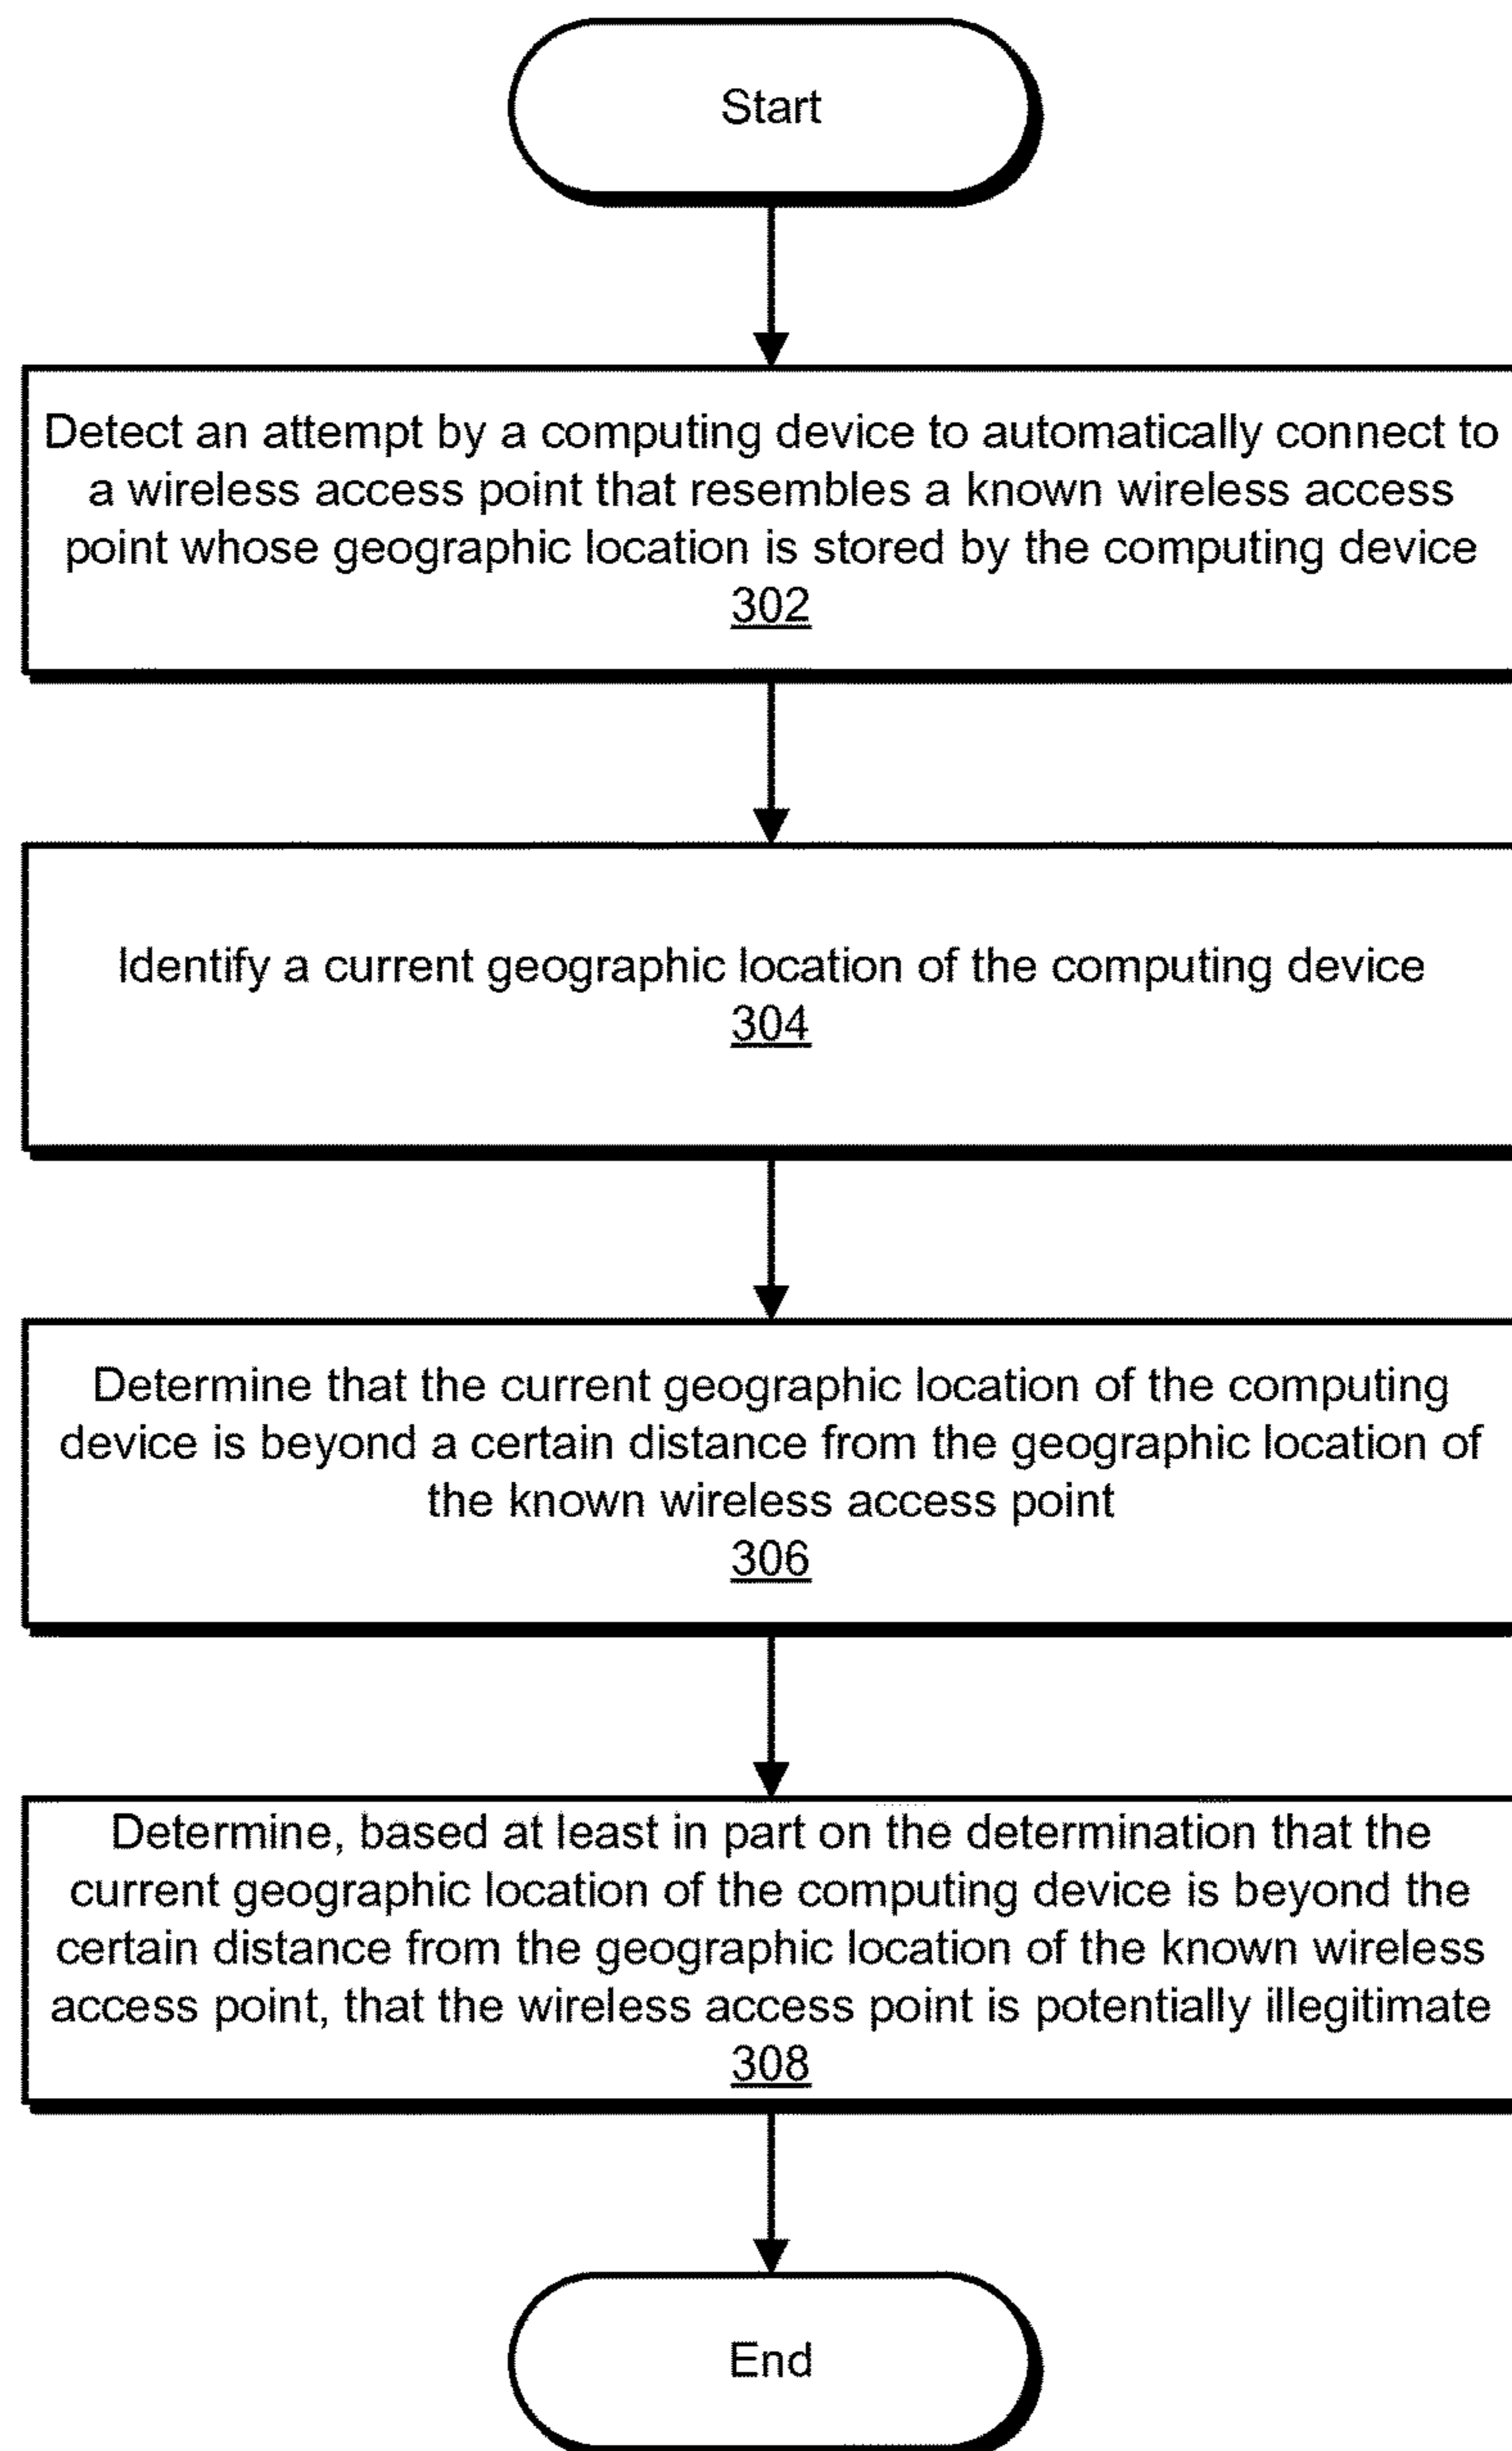 Start
Detect an attempt by a computing device to automatically connect to
a wireless access point that resembles a known wireless access
point whose geographic location is stored by the computing device
302
Identify a current geographic location of the computing device
304
Determine that the current geographic location of the computing
device is beyond a certain distance from the geographic location of
the known wireless access point
306
Determine, based at least in part on the determination that the
current geographic location of the computing device is beyond the
certain distance from the geographic location of the known wireless
access point, that the wireless access point is potentially illegitimate
308
End